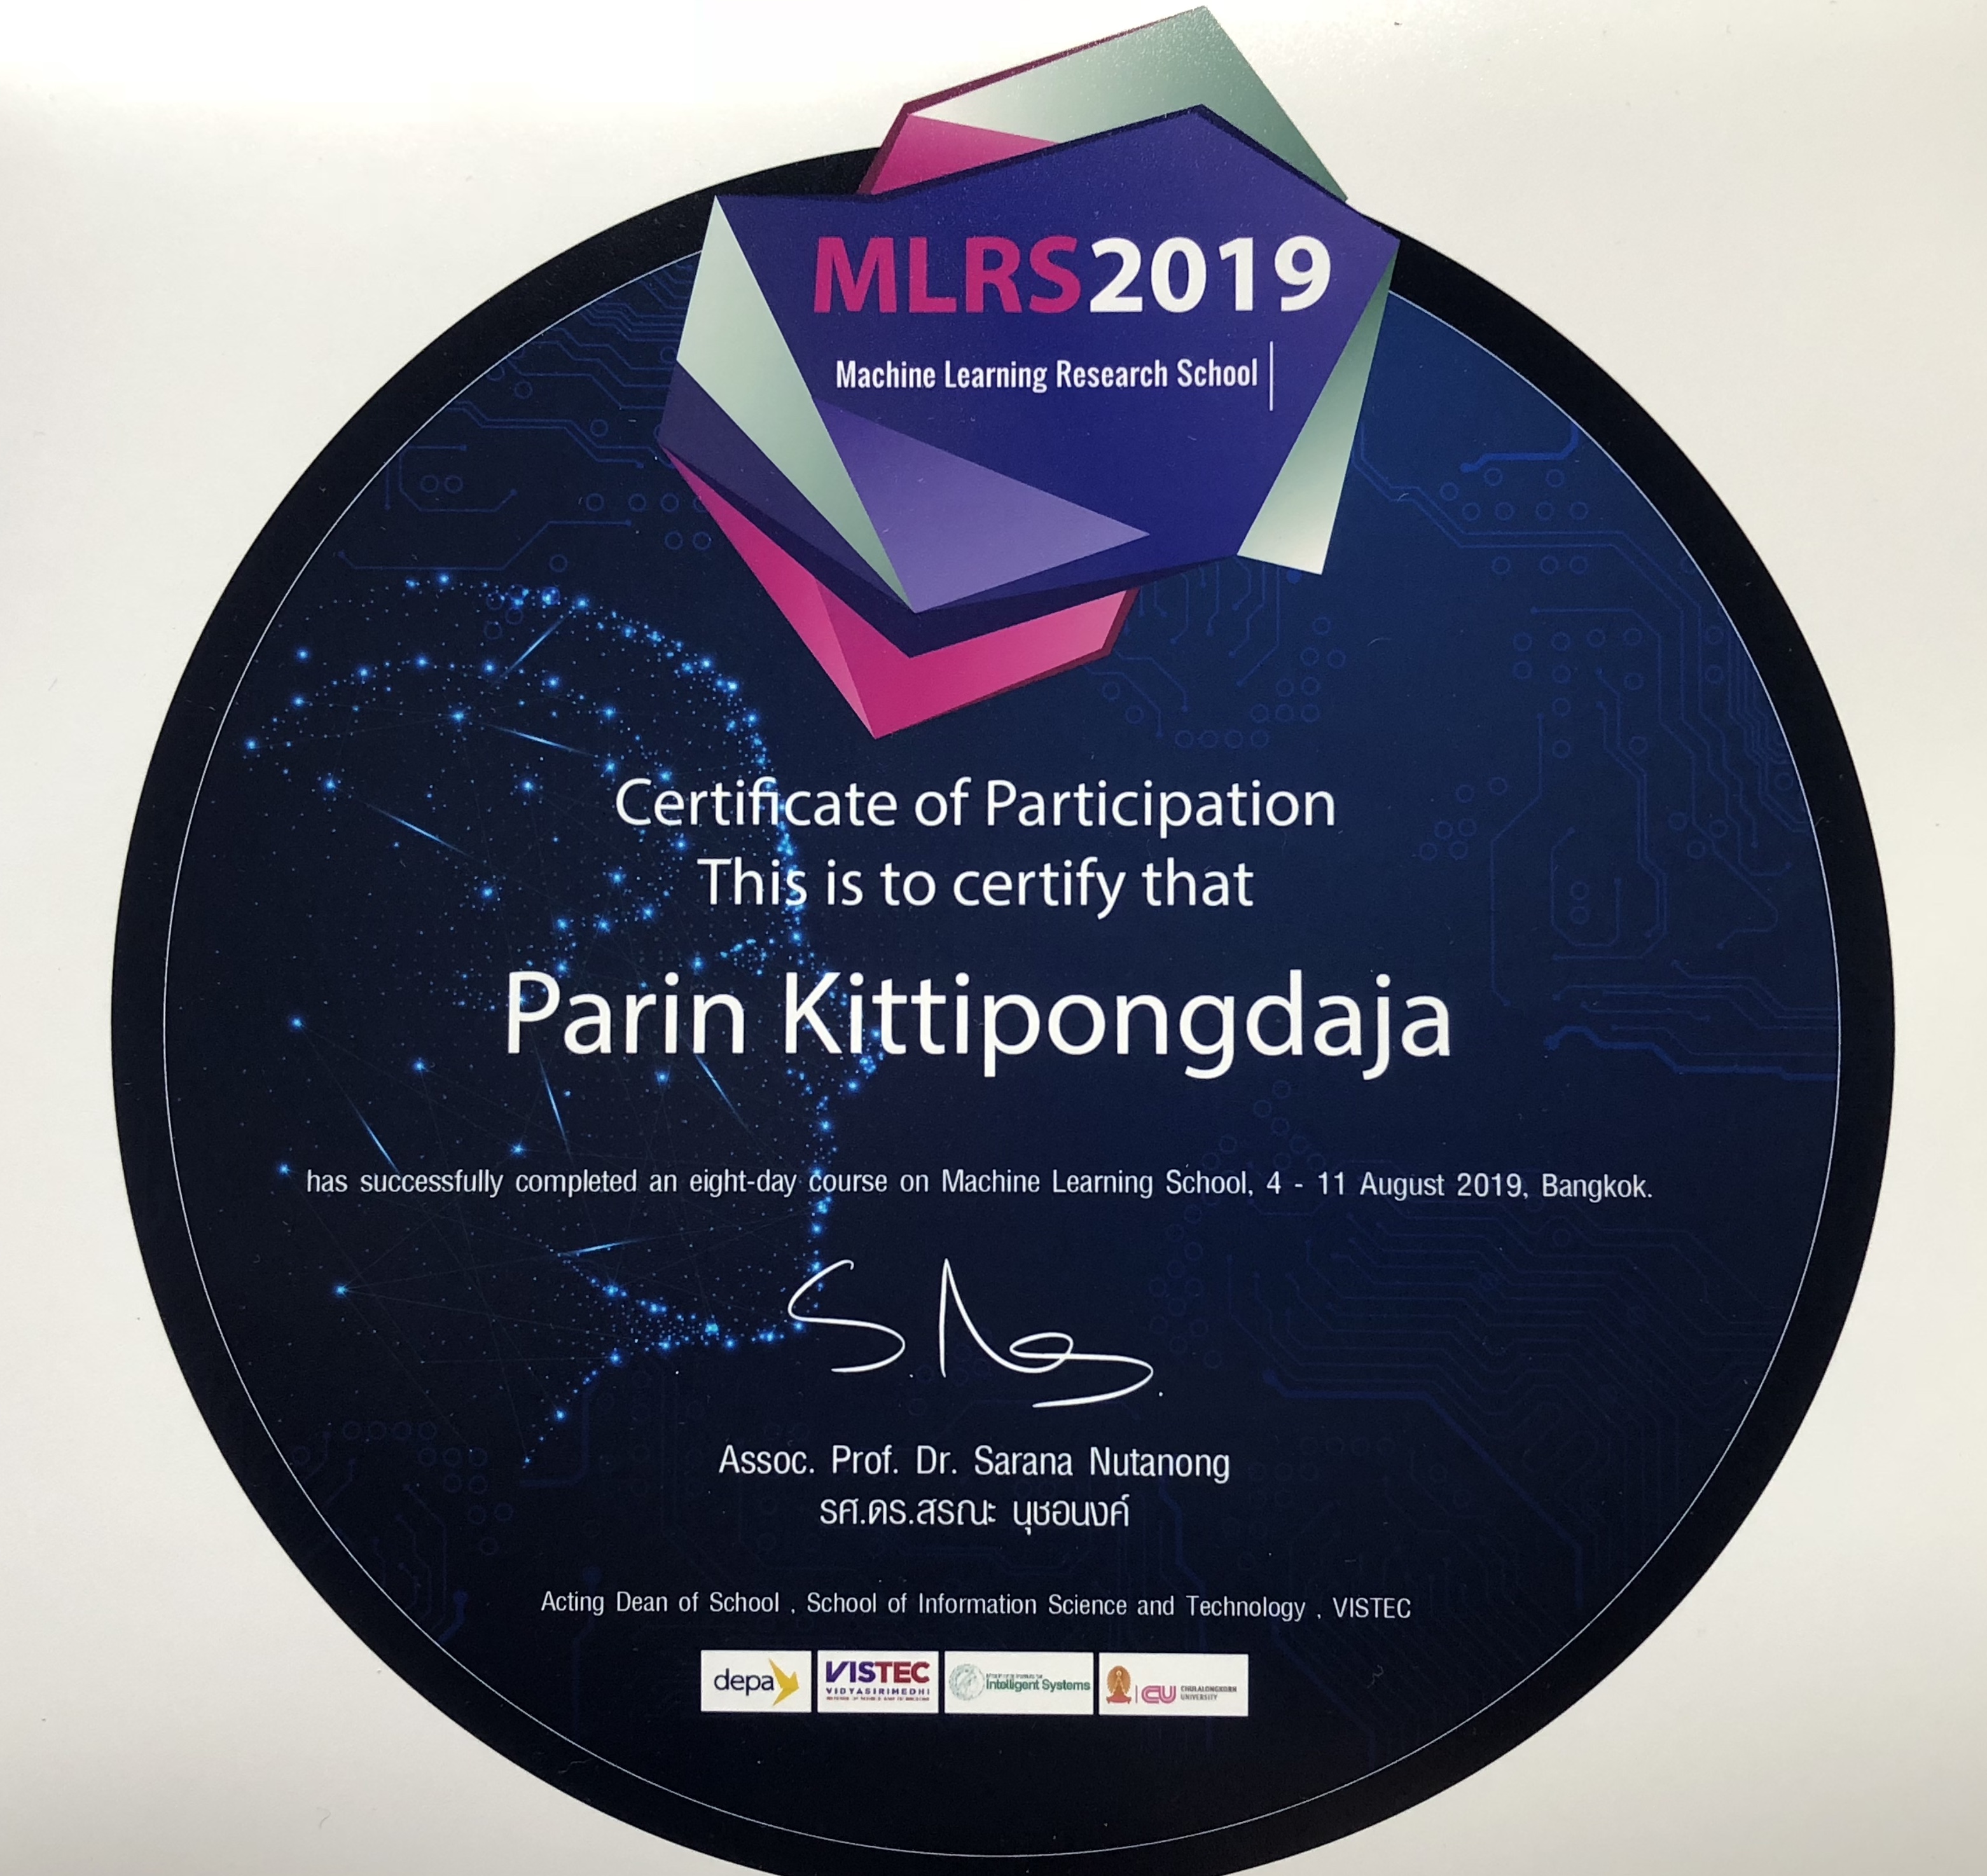 MLRS2019
Machine Learning Research School
Certificate of Participation
This is to certify that
Parin Kittipongdaja
has successfully completed an eight-day course on Machine Learning School, 4 - 11 August 2019, Bangkok.
S. N
Assoc. Prof. Dr. Sarana Nutanong
รศ.ดร.สรณะ นุชอนงค์
Acting Dean of School , School of Information Science and Technology , VISTEC
depa
VISTEC
VIDYASIRIMEDHI
Intelligent Systems
CU
CHULALONGKORN
UNIVERSITY